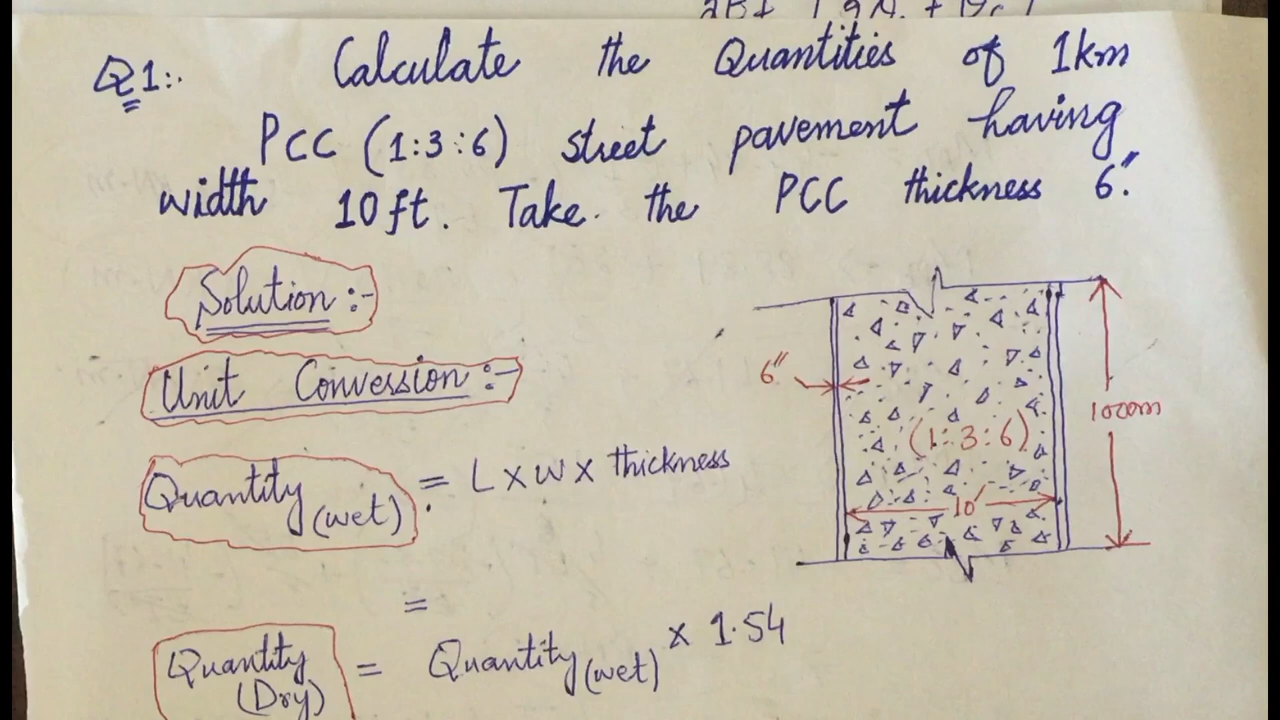 Q1:. Calculate the Quantities of 1km
PCC (1:3:6) street pavement having
width 10ft. Take. the PCC thickness 6".
Solution :-
Unit Convession :-
Quantity (wet) = L X W X thickness
=
Quantity (Dry) = Quantity (wet) X 1.54
6"
(1:3:6)
10'
1000m